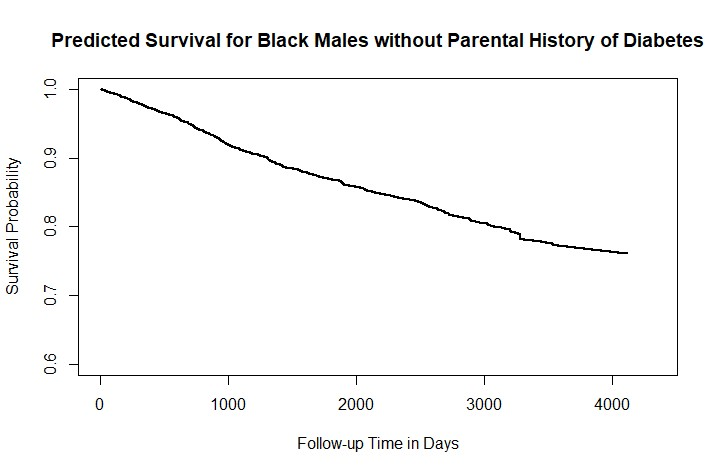 Predicted Survival for Black Males without Parental History of Diabetes
Survival Probability
1.0
0.9
0.8
0.7
0.6
0 1000 2000 3000 4000
Follow-up Time in Days